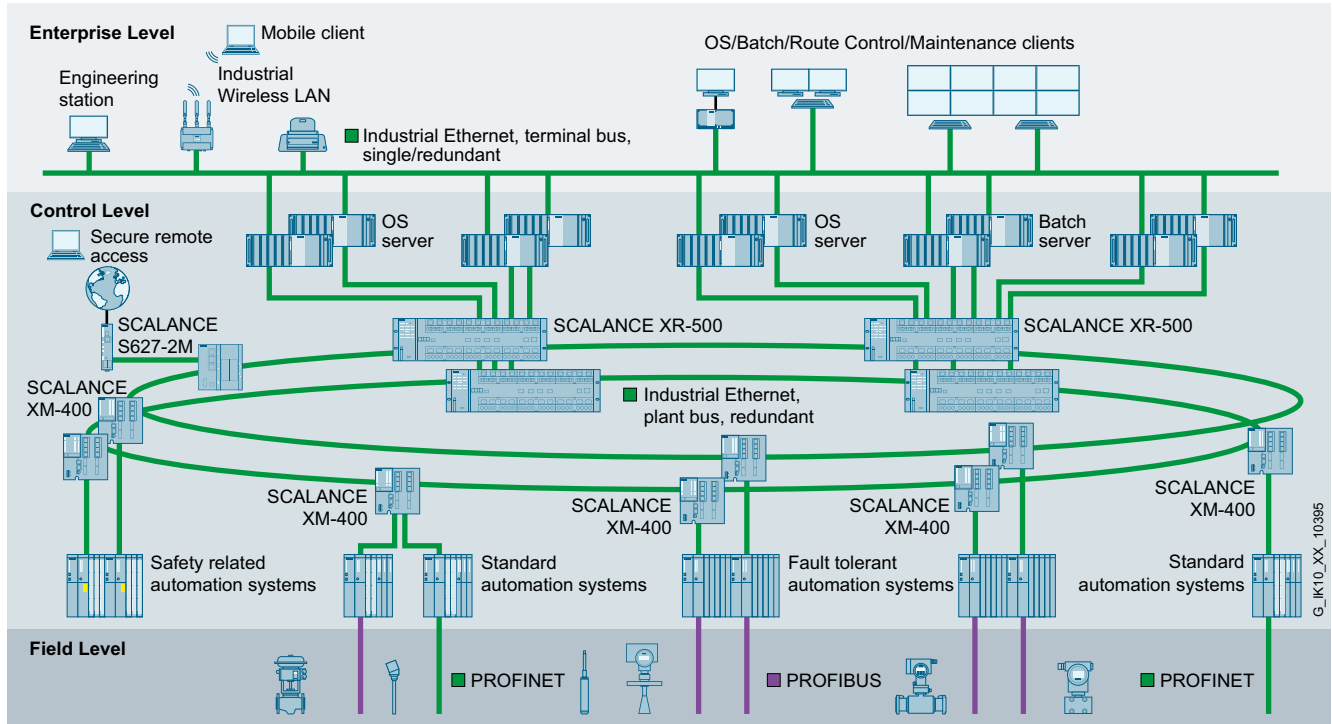 Enterprise Level
Mobile client
OS/Batch/Route Control/Maintenance clients
Engineering
station
Industrial
Wireless LAN
Industrial Ethernet, terminal bus,
single/redundant
Control Level
Secure remote
access
OS
server
OS
server
Batch
server
SCALANCE
S627-2M
SCALANCE XR-500
SCALANCE XR-500
SCALANCE
XM-400
Industrial Ethernet,
plant bus, redundant
SCALANCE
XM-400
SCALANCE
XM-400
SCALANCE
XM-400
SCALANCE
XM-400
Safety related
automation systems
Standard
automation systems
Fault tolerant
automation systems
Standard
automation systems
G_IK10_XX_10395
Field Level
PROFINET
PROFIBUS
PROFINET